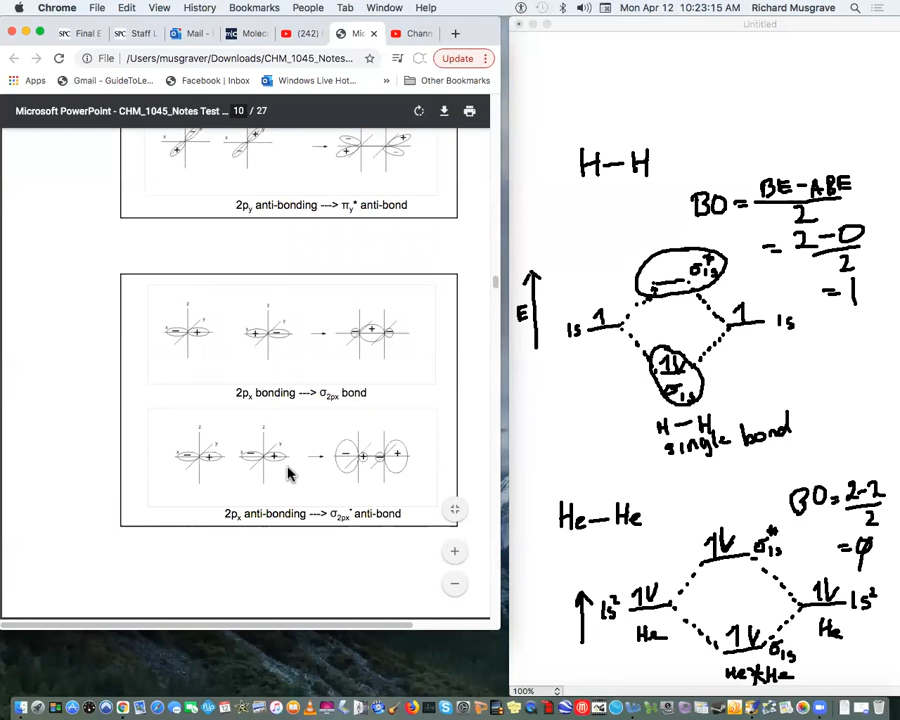 Chrome File Edit View History Bookmarks People Tab Window Help
Mon Apr 12 10:23:15 AM Richard Musgrave
Untitled
SPC Final E
SPC Staff L
Mail -
mc Molec
(242)
Mic
Chann
File /Users/musgraver/Downloads/CHM_1045_Notes...
Update
Apps
Gmail - GuideToLe...
Facebook | Inbox
Windows Live Hot...
»
Other Bookmarks
Microsoft PowerPoint - CHM_1045_Notes Test ...
10 / 27
2py anti-bonding ---> πy* anti-bond
2px bonding ---> σ2px bond
2px anti-bonding ---> σ2px* anti-bond
H-H
BO = BE-ABE
2
= 2-0
2
= 1
σ*1s
E
1s
1s
σ1s
H-H
single bond
He-He
BO= 2-2
2
=0
σ*1s
1s²
1s²
He
He
σ1s
He He
100%